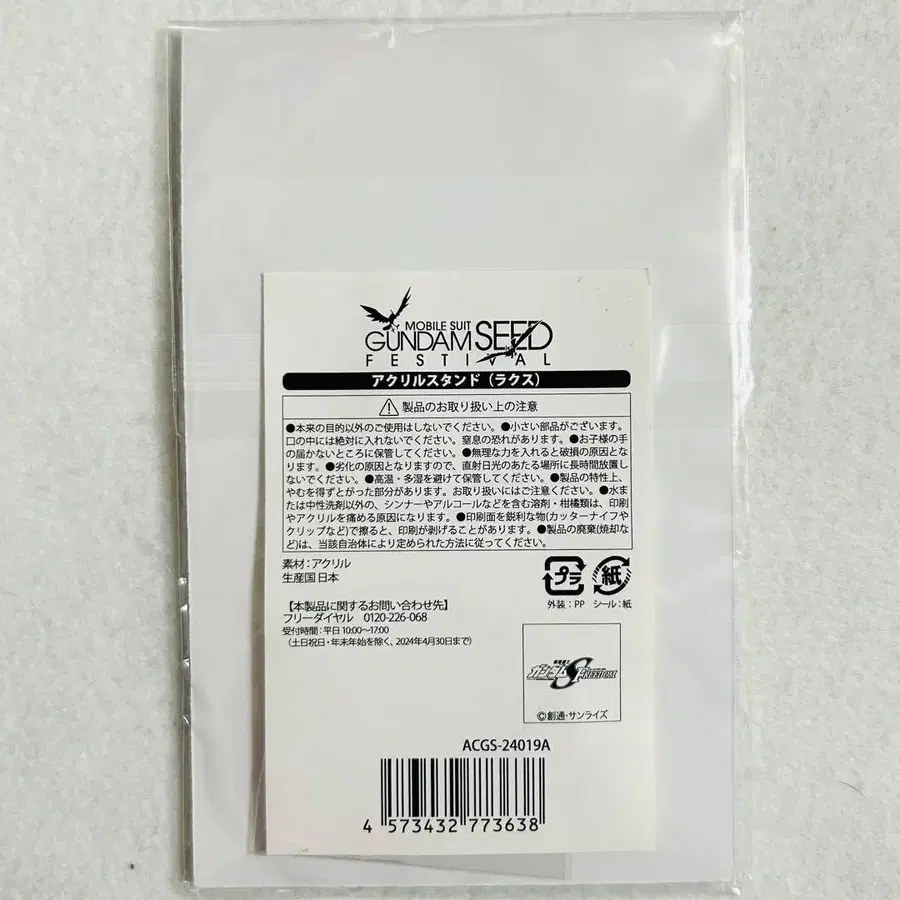 MOBILE SUIT
GUNDAM SEED
FESTIVAL
アクリルスタンド（ラクス）
製品のお取り扱い上の注意
●本来の目的以外のご使用はしないでください。●小さい部品がございます。
口の中には絶対に入れないでください。窒息の恐れがあります。●お子様の手
の届かないところに保管してください。●無理な力を入れると破損の原因とな
ります。●劣化の原因となりますので、直射日光のあたる場所に長時間放置し
ないでください。●高温・多湿を避けて保管してください。●製品の特性上、
やむを得ずとがった部分があります。お取り扱いにはご注意ください。●水ま
たは中性洗剤以外の、シンナーやアルコールなどを含む溶剤・柑橘類は、印刷
やアクリルを痛める原因になります。●印刷面を鋭利な物(カッターナイフや
クリップなど)で擦ると、印刷が剥げることがあります。●製品の廃棄(焼却な
ど)は、当該自治体により定められた方法に従ってください。
素材：アクリル
生産国 日本
プラ 紙
外装：PP シール：紙
【本製品に関するお問い合わせ先】
フリーダイヤル 0120-226-068
受付時間：平日 10:00〜17:00
（土日祝日・年末年始を除く、2024年4月30日まで）
機動戦士
ガンダム SEED FREEDOM
©創通・サンライズ
ACGS-24019A
4 573432 773638